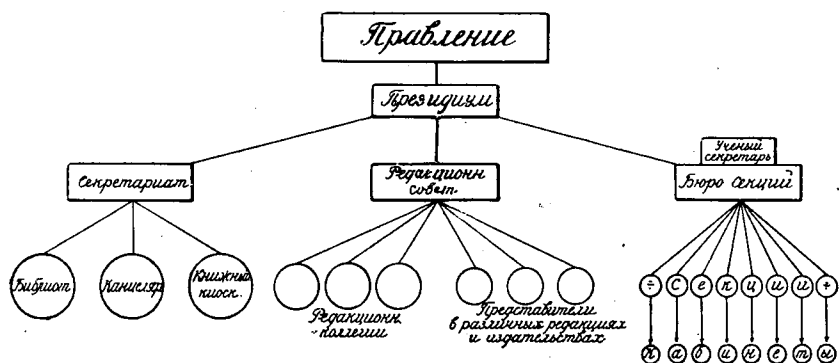 Правление
Президиум
Ученый
секретарь
Секретариат.
Редакционн
совет.
Бюро Секций
Библиот
Канцеляр
Книжный
киоск.
Редакционн
коллегии
Представители
в различных редакциях
и издательствах
÷ С е к ц и и +
К а б и н е т ы